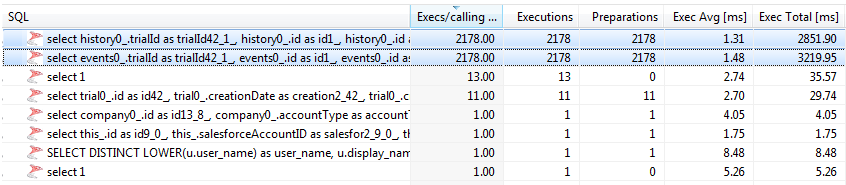 SQL Execs/calling ... Executions Preparations Exec Avg [ms] Exec Total [ms]
select history0_.trialId as trialId42_1_, history0_.id as id1_, history0_.id a 2178.00 2178 2178 1.31 2851.90
select events0_.trialId as trialId42_1_, events0_.id as id1_, events0_.id as 2178.00 2178 2178 1.48 3219.95
select 1 13.00 13 0 2.74 35.57
select trial0_.id as id42_, trial0_.creationDate as creation2_42_, trial0_.c 11.00 11 11 2.70 29.74
select company0_.id as id13_8_, company0_.accountType as accountT 1.00 1 1 4.05 4.05
select this_.id as id9_0_, this_.salesforceAccountID as salesfor2_9_0_, th 1.00 1 1 1.75 1.75
SELECT DISTINCT LOWER(u.user_name) as user_name, u.display_nam 1.00 1 1 8.48 8.48
select 1 1.00 1 0 5.26 5.26